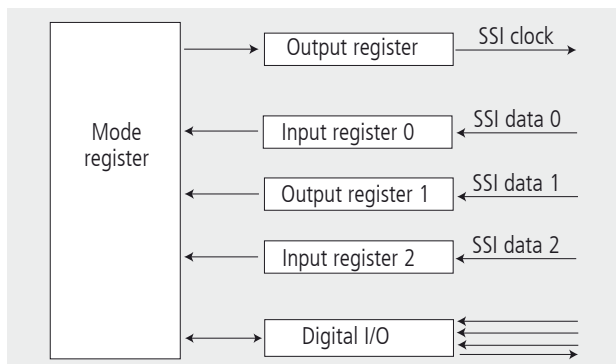 Output register
SSI clock
Mode
register
Input register 0
SSI data 0
Output register 1
SSI data 1
Input register 2
SSI data 2
Digital I/O